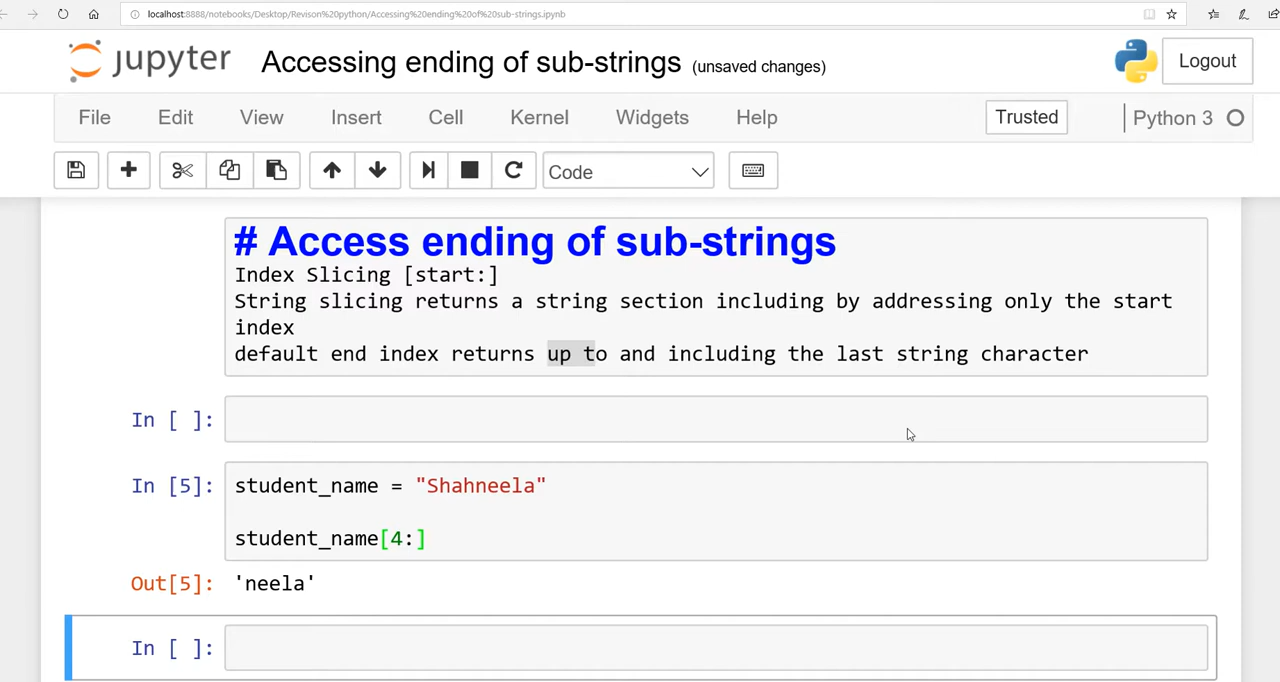 localhost:8888/notebooks/Desktop/Revison%20python/Accessing%20ending%20of%20sub-strings.ipynb
jupyter Accessing ending of sub-strings (unsaved changes) Logout
File Edit View Insert Cell Kernel Widgets Help Trusted Python 3
Code
# Access ending of sub-strings
Index Slicing [start:]
String slicing returns a string section including by addressing only the start
index
default end index returns up to and including the last string character
In [ ]:
In [5]: student_name = "Shahneela"
student_name[4:]
Out[5]: 'neela'
In [ ]: